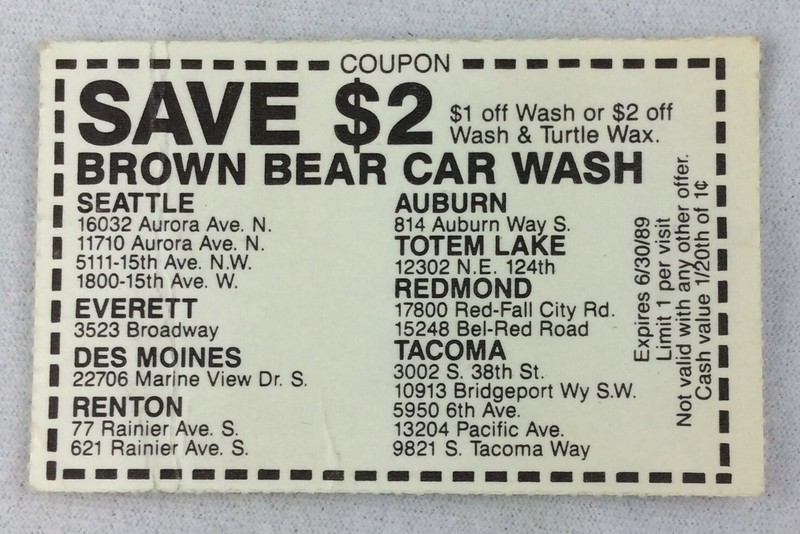 COUPON
SAVE $2
$1 off Wash or $2 off
Wash & Turtle Wax.
BROWN BEAR CAR WASH
SEATTLE
16032 Aurora Ave. N.
11710 Aurora Ave. N.
5111-15th Ave. N.W.
1800-15th Ave. W.
EVERETT
3523 Broadway
DES MOINES
22706 Marine View Dr. S.
RENTON
77 Rainier Ave. S.
621 Rainier Ave. S.
AUBURN
814 Auburn Way S.
TOTEM LAKE
12302 N.E. 124th
REDMOND
17800 Red-Fall City Rd.
15248 Bel-Red Road
TACOMA
3002 S. 38th St.
10913 Bridgeport Wy S.W.
5950 6th Ave.
13204 Pacific Ave.
9821 S. Tacoma Way
Expires 6/30/89
Limit 1 per visit
Not valid with any other offer.
Cash value 1/20th of 1¢